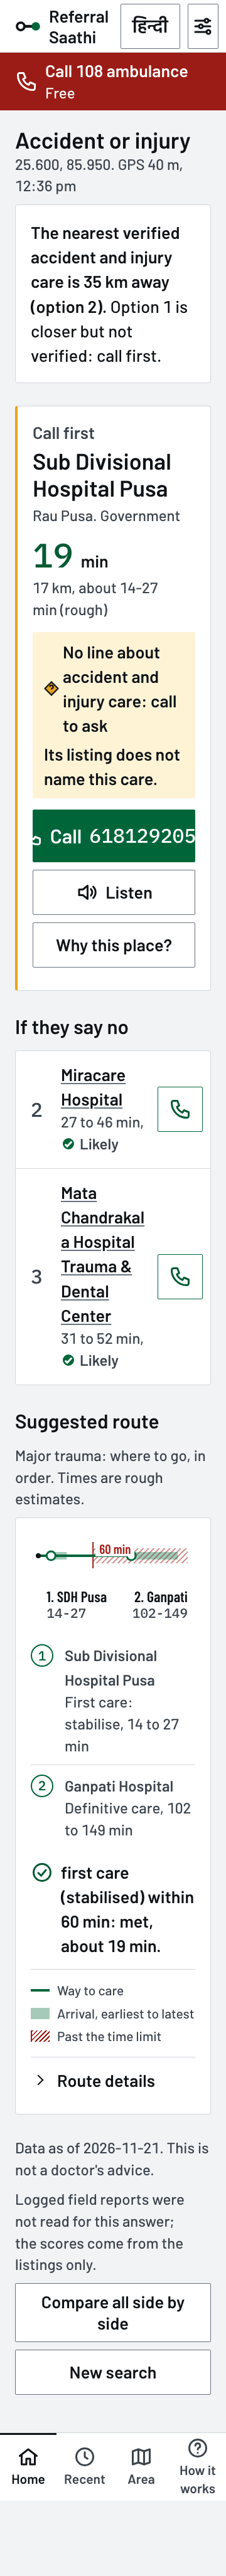 Referral
Saathi
हिन्दी
Call 108 ambulance
Free
Accident or injury
25.600, 85.950. GPS 40 m,
12:36 pm
The nearest verified
accident and injury
care is 35 km away
(option 2). Option 1 is
closer but not
verified: call first.
Call first
Sub Divisional
Hospital Pusa
Rau Pusa. Government
19 min
17 km, about 14-27
min (rough)
No line about
accident and
injury care: call
to ask
Its listing does not
name this care.
Call 618129205
Listen
Why this place?
If they say no
2
Miracare
Hospital
27 to 46 min,
Likely
3
Mata
Chandrakal
a Hospital
Trauma &
Dental
Center
31 to 52 min,
Likely
Suggested route
Major trauma: where to go, in
order. Times are rough
estimates.
60 min
1. SDH Pusa 2. Ganpati
14-27 102-149
1
Sub Divisional
Hospital Pusa
First care:
stabilise, 14 to 27
min
2
Ganpati Hospital
Definitive care, 102
to 149 min
first care
(stabilised) within
60 min: met,
about 19 min.
Way to care
Arrival, earliest to latest
Past the time limit
Route details
Data as of 2026-11-21. This is
not a doctor's advice.
Logged field reports were
not read for this answer;
the scores come from the
listings only.
Compare all side by
side
New search
Home Recent Area How it
works